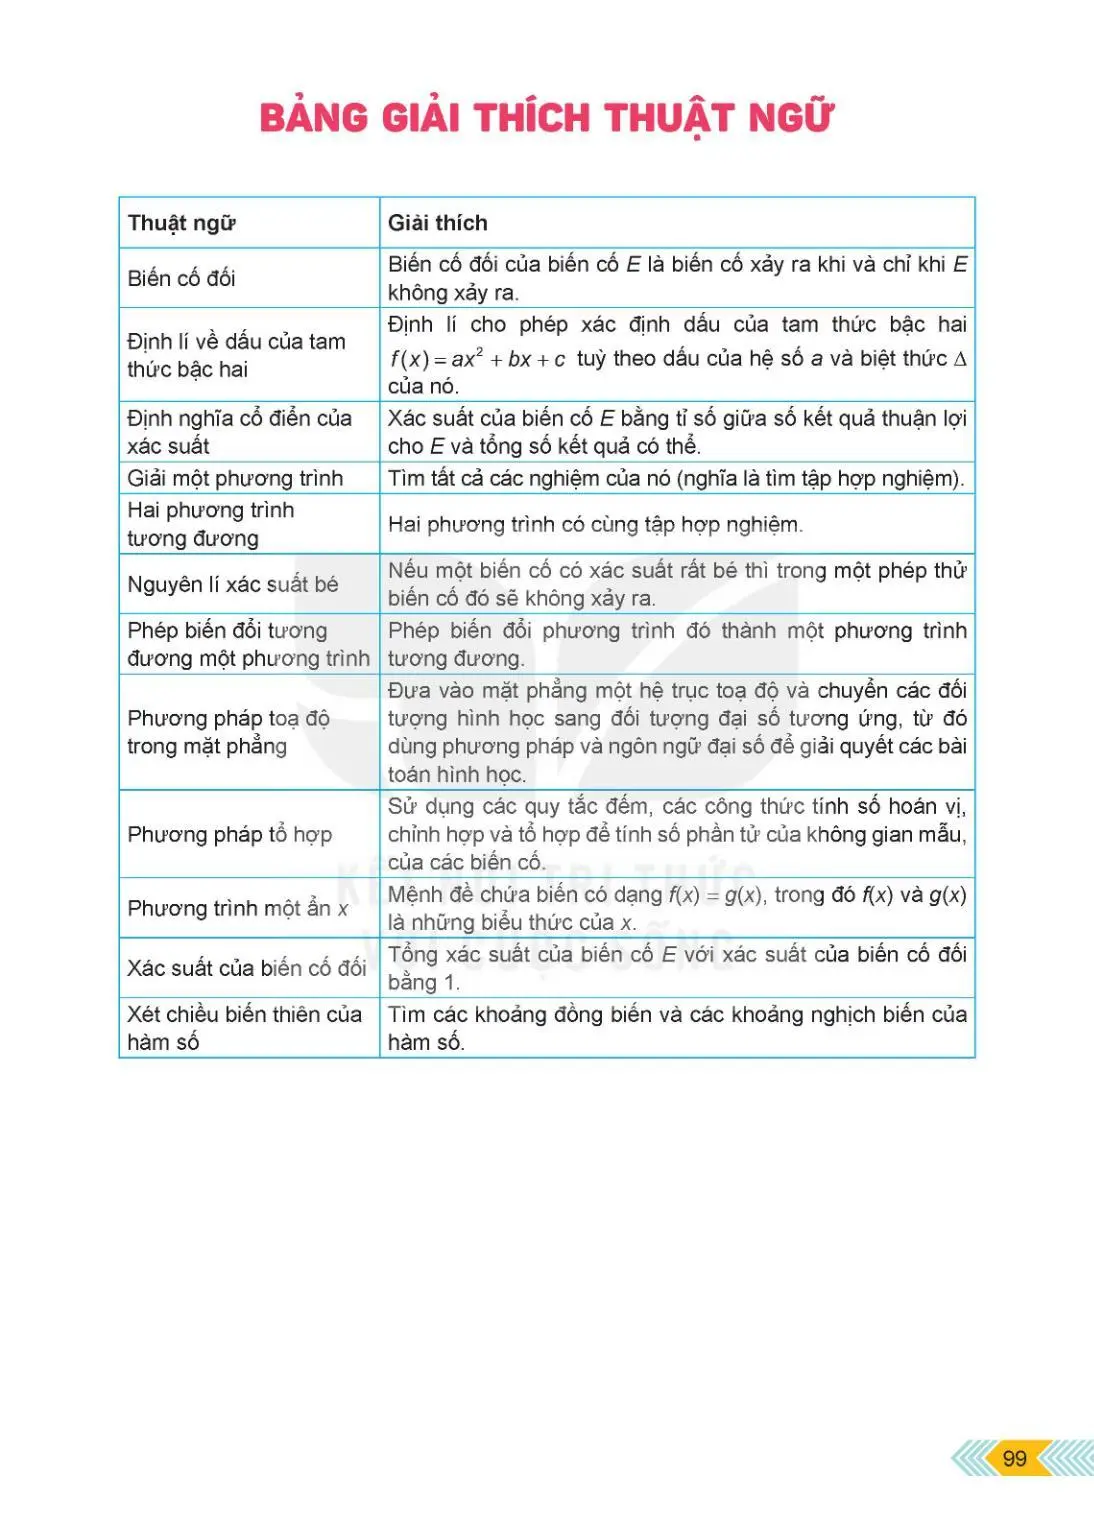 BẢNG GIẢI THÍCH THUẬT NGỮ
Thuật ngữ
Giải thích
Biến cố đối
Biến cố đối của biến cố E là biến cố xảy ra khi và chỉ khi E
không xảy ra.
Định lí về dấu của tam
thức bậc hai
Định lí cho phép xác định dấu của tam thức bậc hai
f(x) = ax² + bx + c tuỳ theo dấu của hệ số a và biệt thức Δ
của nó.
Định nghĩa cổ điển của
xác suất
Xác suất của biến cố E bằng tỉ số giữa số kết quả thuận lợi
cho E và tổng số kết quả có thể.
Giải một phương trình
Tìm tất cả các nghiệm của nó (nghĩa là tìm tập hợp nghiệm).
Hai phương trình
tương đương
Hai phương trình có cùng tập hợp nghiệm.
Nguyên lí xác suất bé
Nếu một biến cố có xác suất rất bé thì trong một phép thử
biến cố đó sẽ không xảy ra.
Phép biến đổi tương
đương một phương trình
Phép biến đổi phương trình đó thành một phương trình
tương đương.
Phương pháp toạ độ
trong mặt phẳng
Đưa vào mặt phẳng một hệ trục toạ độ và chuyển các đối
tượng hình học sang đối tượng đại số tương ứng, từ đó
dùng phương pháp và ngôn ngữ đại số để giải quyết các bài
toán hình học.
Phương pháp tổ hợp
Sử dụng các quy tắc đếm, các công thức tính số hoán vị,
chỉnh hợp và tổ hợp để tính số phần tử của không gian mẫu,
của các biến cố.
Phương trình một ẩn x
Mệnh đề chứa biến có dạng f(x) = g(x), trong đó f(x) và g(x)
là những biểu thức của x.
Xác suất của biến cố đối
Tổng xác suất của biến cố E với xác suất của biến cố đối
bằng 1.
Xét chiều biến thiên của
hàm số
Tìm các khoảng đồng biến và các khoảng nghịch biến của
hàm số.
KẾT NỐI TRI THỨC
VỚI CUỘC SỐNG
99